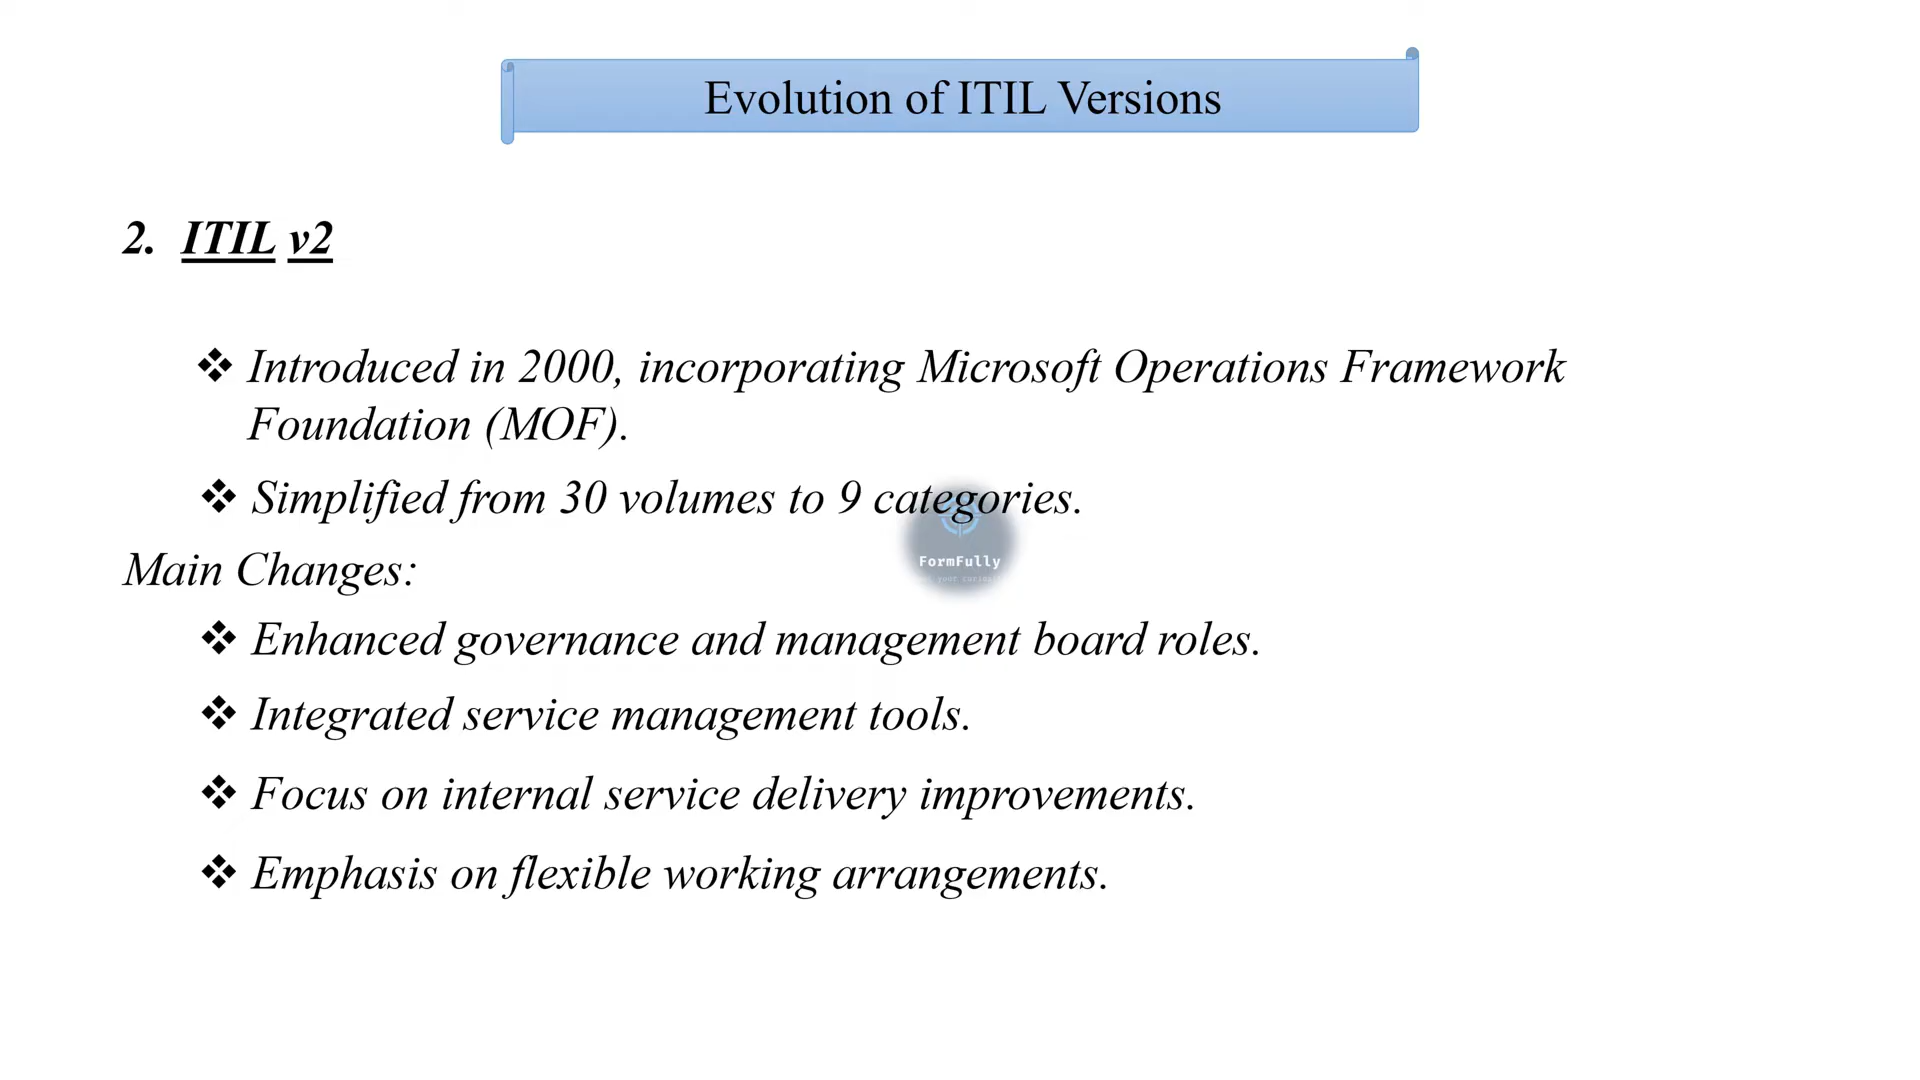 Evolution of ITIL Versions
2. ITIL v2
❖ Introduced in 2000, incorporating Microsoft Operations Framework
Foundation (MOF).
❖ Simplified from 30 volumes to 9 categories.
FormFully
your
Main Changes:
❖ Enhanced governance and management board roles.
❖ Integrated service management tools.
❖ Focus on internal service delivery improvements.
❖ Emphasis on flexible working arrangements.